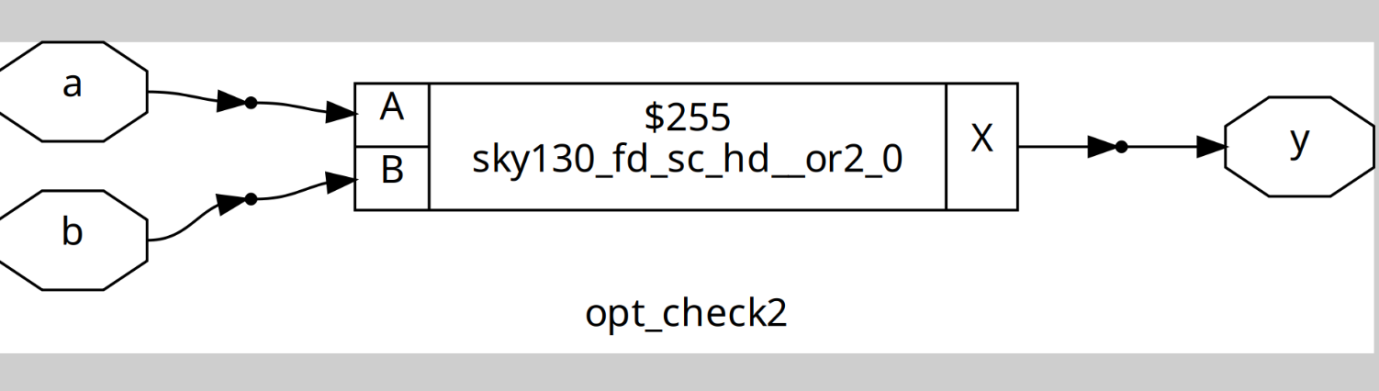 a
b
A
B
$255
sky130_fd_sc_hd__or2_0
X
y
opt_check2